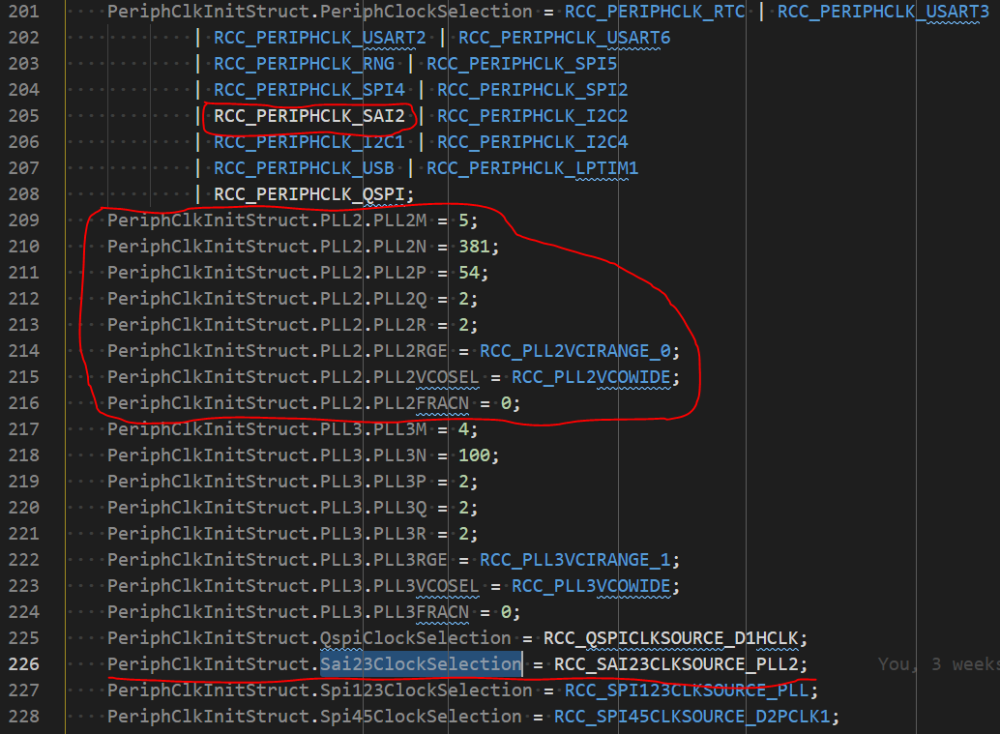 201 PeriphClkInitStruct.PeriphClockSelection = RCC_PERIPHCLK_RTC | RCC_PERIPHCLK_USART3
202 | RCC_PERIPHCLK_USART2 | RCC_PERIPHCLK_USART6
203 | RCC_PERIPHCLK_RNG | RCC_PERIPHCLK_SPI5
204 | RCC_PERIPHCLK_SPI4 | RCC_PERIPHCLK_SPI2
205 | RCC_PERIPHCLK_SAI2 | RCC_PERIPHCLK_I2C2
206 | RCC_PERIPHCLK_I2C1 | RCC_PERIPHCLK_I2C4
207 | RCC_PERIPHCLK_USB | RCC_PERIPHCLK_LPTIM1
208 | RCC_PERIPHCLK_QSPI;
209 PeriphClkInitStruct.PLL2.PLL2M = 5;
210 PeriphClkInitStruct.PLL2.PLL2N = 381;
211 PeriphClkInitStruct.PLL2.PLL2P = 54;
212 PeriphClkInitStruct.PLL2.PLL2Q = 2;
213 PeriphClkInitStruct.PLL2.PLL2R = 2;
214 PeriphClkInitStruct.PLL2.PLL2RGE = RCC_PLL2VCIRANGE_0;
215 PeriphClkInitStruct.PLL2.PLL2VCOSEL = RCC_PLL2VCOWIDE;
216 PeriphClkInitStruct.PLL2.PLL2FRACN = 0;
217 PeriphClkInitStruct.PLL3.PLL3M = 4;
218 PeriphClkInitStruct.PLL3.PLL3N = 100;
219 PeriphClkInitStruct.PLL3.PLL3P = 2;
220 PeriphClkInitStruct.PLL3.PLL3Q = 2;
221 PeriphClkInitStruct.PLL3.PLL3R = 2;
222 PeriphClkInitStruct.PLL3.PLL3RGE = RCC_PLL3VCIRANGE_1;
223 PeriphClkInitStruct.PLL3.PLL3VCOSEL = RCC_PLL3VCOWIDE;
224 PeriphClkInitStruct.PLL3.PLL3FRACN = 0;
225 PeriphClkInitStruct.QspiClockSelection = RCC_QSPICLKSOURCE_D1HCLK;
226 PeriphClkInitStruct.Sai23ClockSelection = RCC_SAI23CLKSOURCE_PLL2; You, 3 weeks
227 PeriphClkInitStruct.Spi123ClockSelection = RCC_SPI123CLKSOURCE_PLL;
228 PeriphClkInitStruct.Spi45ClockSelection = RCC_SPI45CLKSOURCE_D2PCLK1;